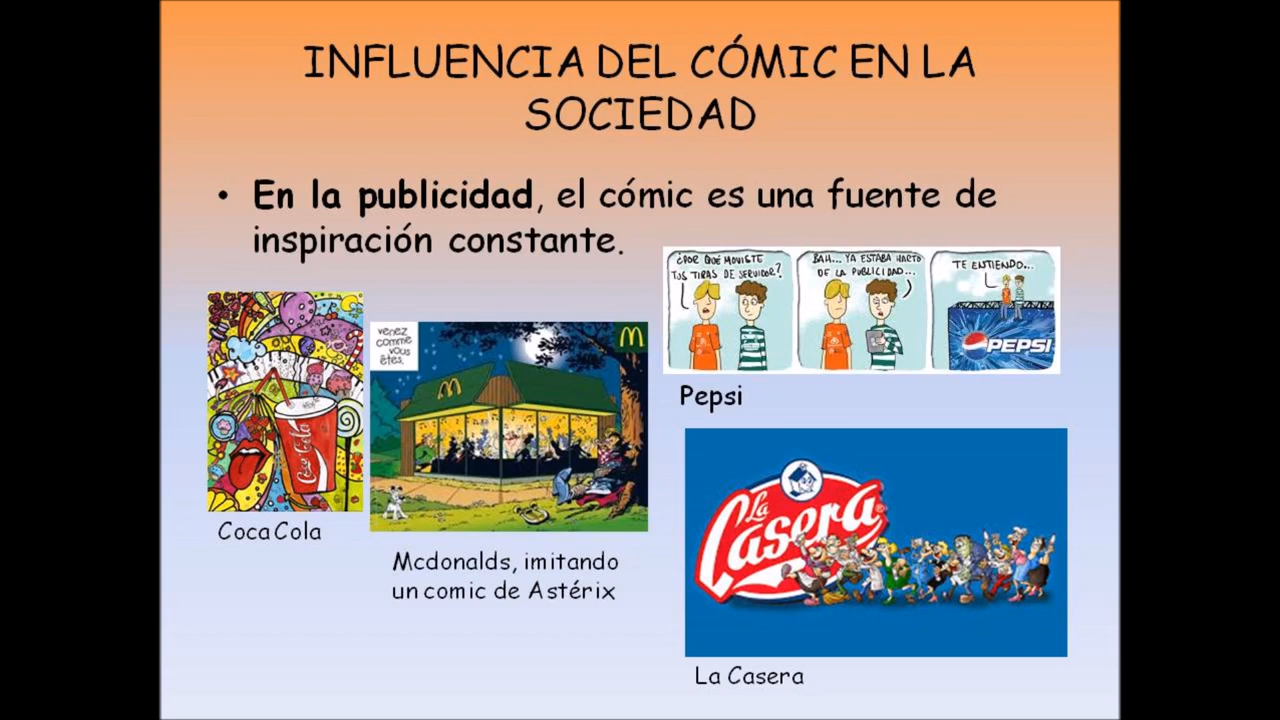 INFLUENCIA DEL CÓMIC EN LA
SOCIEDAD
• En la publicidad, el cómic es una fuente de
inspiración constante.
¿POR QUÉ MOVISTE
TUS TIRAS DE SERVIDOR?
BAH... YA ESTABA HARTO
DE LA PUBLICIDAD...
TE ENTIENDO...
PEPSI
Pepsi
venez
comme
vous
êtes.
M
M
Coca Cola
CocaCola
Mcdonalds, imitando
un comic de Astérix
La
Casera
La Casera